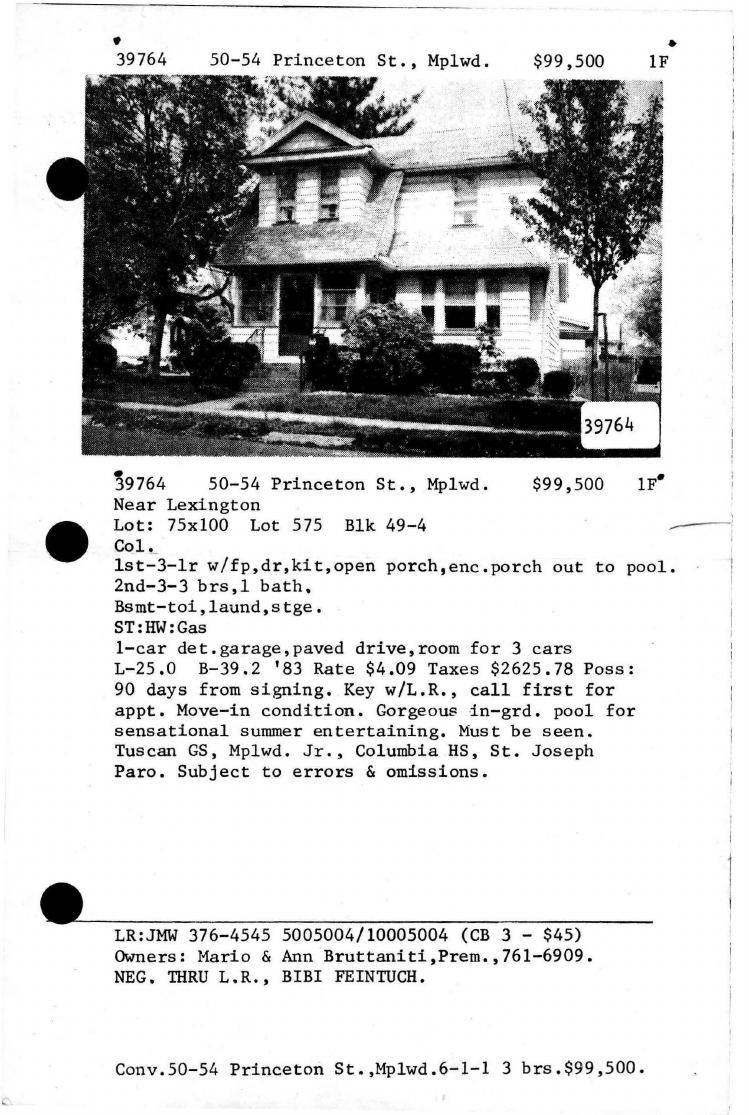 39764 50-54 Princeton St., Mplwd. $99,500 1F
39764
39764 50-54 Princeton St., Mplwd. $99,500 1F
Near Lexington
Lot: 75x100 Lot 575 Blk 49-4
Col.
1st-3-lr w/fp,dr,kit,open porch,enc.porch out to pool.
2nd-3-3 brs,1 bath.
Bsmt-toi,laund,stge.
ST:HW:Gas
1-car det.garage,paved drive,room for 3 cars
L-25.0 B-39.2 '83 Rate $4.09 Taxes $2625.78 Poss:
90 days from signing. Key w/L.R., call first for
appt. Move-in condition. Gorgeous in-grd. pool for
sensational summer entertaining. Must be seen.
Tuscan GS, Mplwd. Jr., Columbia HS, St. Joseph
Paro. Subject to errors & omissions.
LR:JMW 376-4545 5005004/10005004 (CB 3 - $45)
Owners: Mario & Ann Bruttaniti,Prem.,761-6909.
NEG. THRU L.R., BIBI FEINTUCH.
Conv.50-54 Princeton St.,Mplwd.6-1-1 3 brs.$99,500.